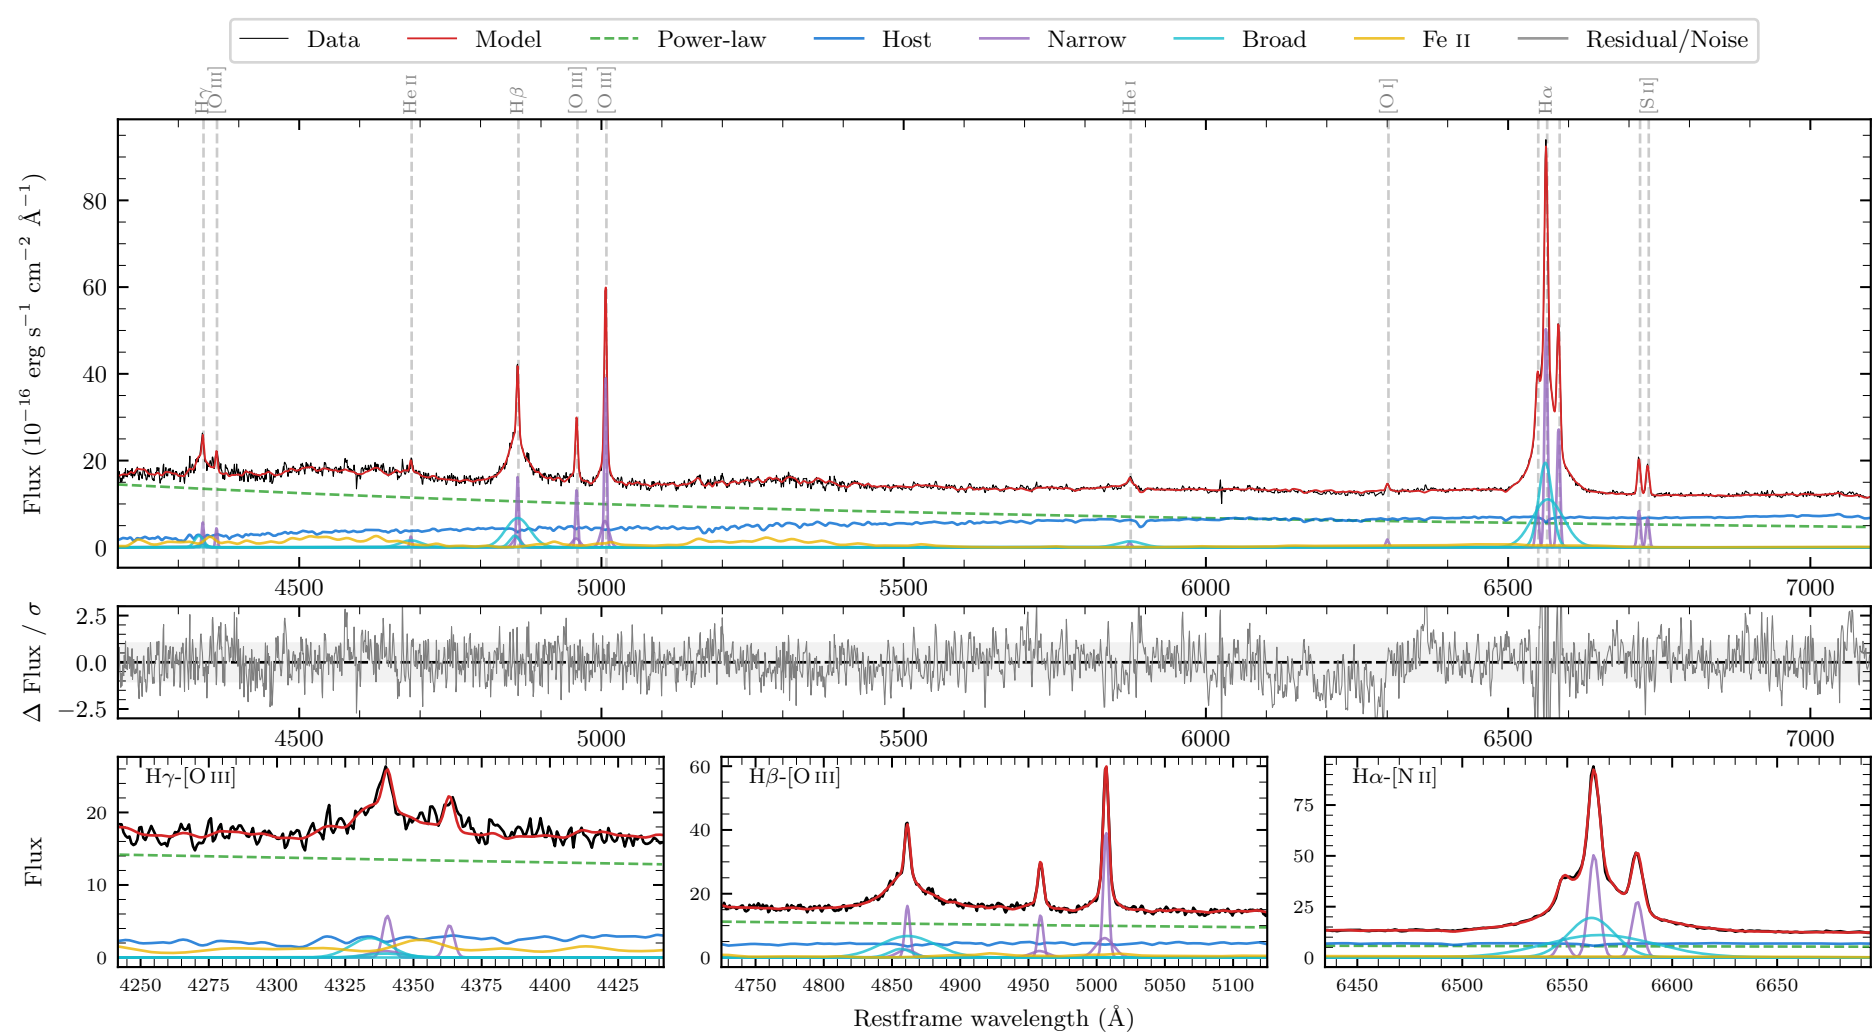 Data Model Power-law Host Narrow Broad Fe II Residual/Noise
Hγ [O III] He II Hβ [O III] [O III] He I [O I] Hα [S II]
Flux (10−16 erg s−1 cm−2 Å−1)
80
60
40
20
0
4500 5000 5500 6000 6500 7000
Δ Flux / σ
2.5
0.0
−2.5
4500 5000 5500 6000 6500 7000
Flux
Hγ-[O III]
20
10
0
4250 4275 4300 4325 4350 4375 4400 4425
Hβ-[O III]
60
40
20
0
4750 4800 4850 4900 4950 5000 5050 5100
Hα-[N II]
75
50
25
0
6450 6500 6550 6600 6650
Restframe wavelength (Å)